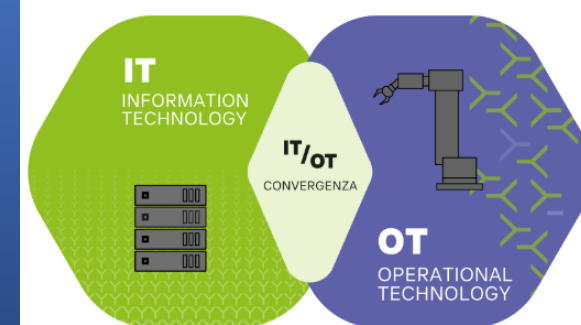 IT
INFORMATION
TECHNOLOGY
IT/OT
CONVERGENZA
OT
OPERATIONAL
TECHNOLOGY